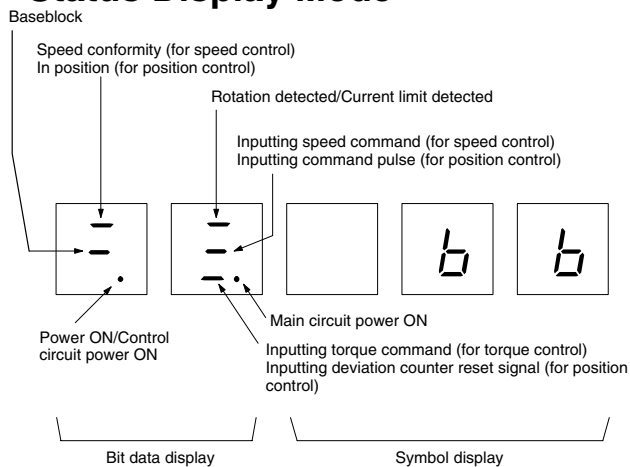 Status Display Mode
Baseblock
Speed conformity (for speed control)
In position (for position control)
Rotation detected/Current limit detected
Inputting speed command (for speed control)
Inputting command pulse (for position control)
b b
Main circuit power ON
Power ON/Control
circuit power ON
Inputting torque command (for torque control)
Inputting deviation counter reset signal (for position
control)
Bit data display
Symbol display